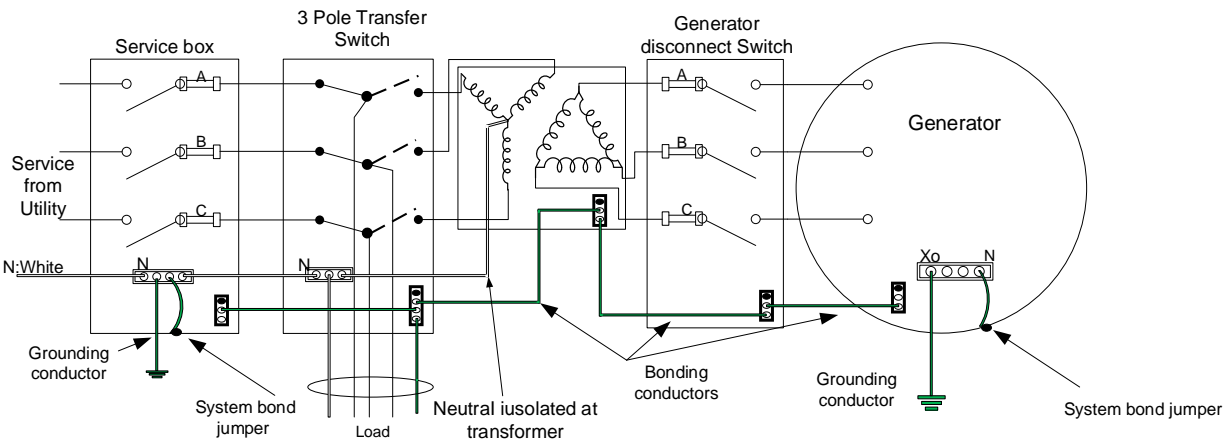 3 Pole Transfer
Switch
Service box
Generator
disconnect Switch
A
A
Generator
B
B
Service
from
Utility
C
C
N:White
N
N
Xo
N
Grounding
conductor
System bond
jumper
Load
Neutral iusolated at
transformer
Bonding
conductors
Grounding
conductor
System bond jumper